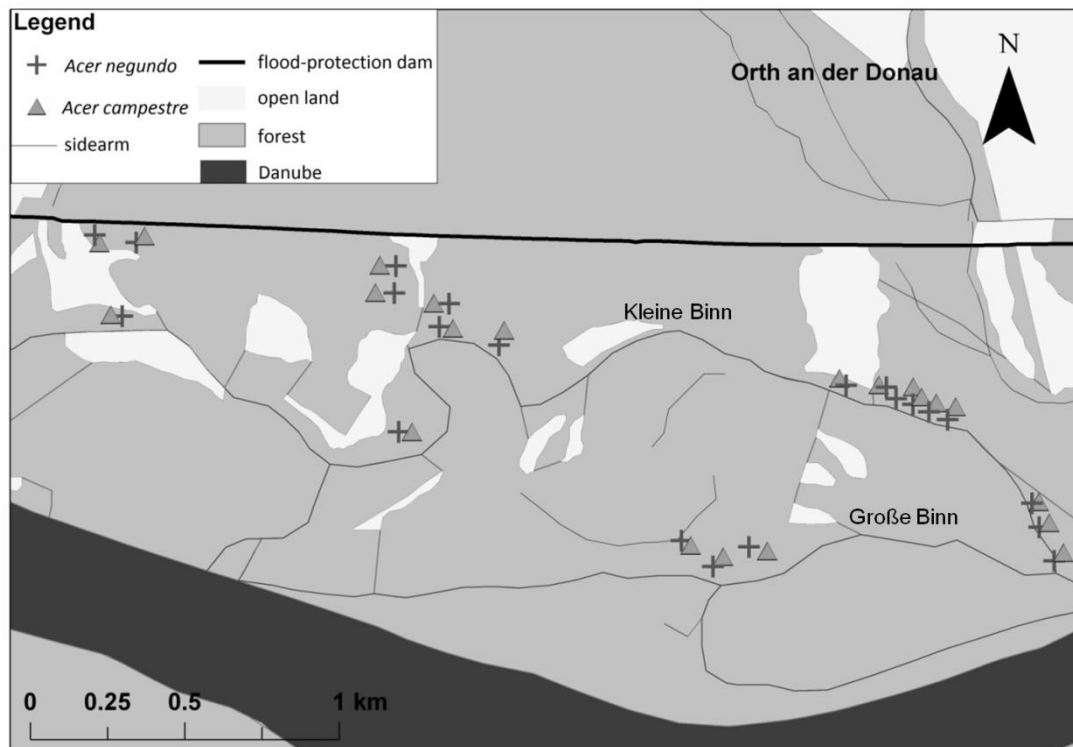 Legend
Acer negundo
Acer campestre
sidearm
flood-protection dam
open land
forest
Danube
Orth an der Donau
N
Kleine Binn
Große Binn
0 0.25 0.5 1 km